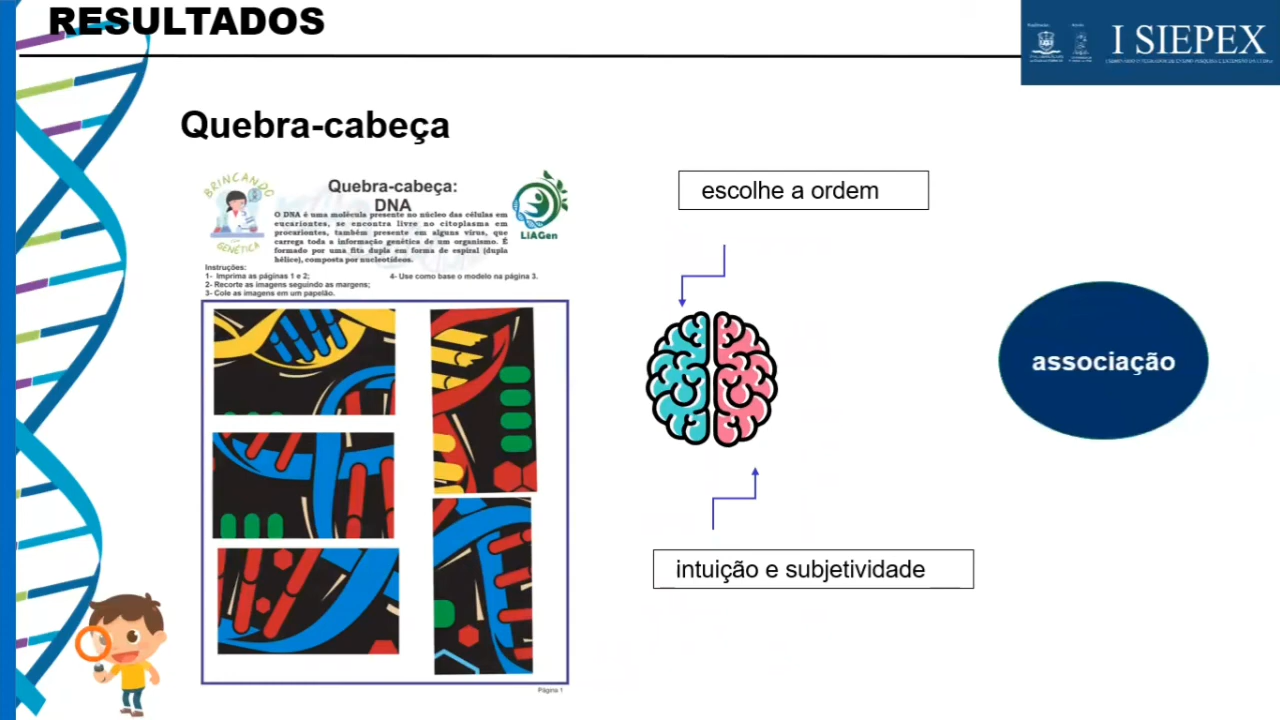 RESULTADOS
I SIEPEX
Quebra-cabeça
BRINCANDO
COM
GENÉTICA
Quebra-cabeça:
DNA
O DNA é uma molécula presente no núcleo das células em
eucariontes, se encontra livre no citoplasma em
procariontes, também presente em alguns vírus, que
carrega toda a informação genética de um organismo. É
formado por uma fita dupla em forma de espiral (dupla
hélice), composta por nucleotídeos.
LiAGen
Instruções:
1- Imprima as páginas 1 e 2;
2- Recorte as imagens seguindo as margens;
3- Cole as imagens em um papelão.
4- Use como base o modelo na página 3.
Página 1
escolhe a ordem
intuição e subjetividade
associação